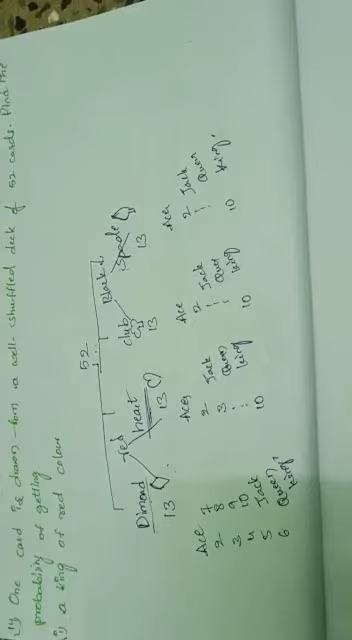 1) One card is drawn from a well-shuffled deck of 52 cards. Find the
probability of getting
i) a king of red colour
52
red
Black
Dimond
heart
club
Spade
13
13
13
13
Ace 7
2 8
3 9
4 10
5 Jack
6 Queen
King
Ace
2 Jack
3 Queen
: King
10
Ace
2 Jack
: Queen
: King
10
Ace
2 Jack
: Queen
: King
10